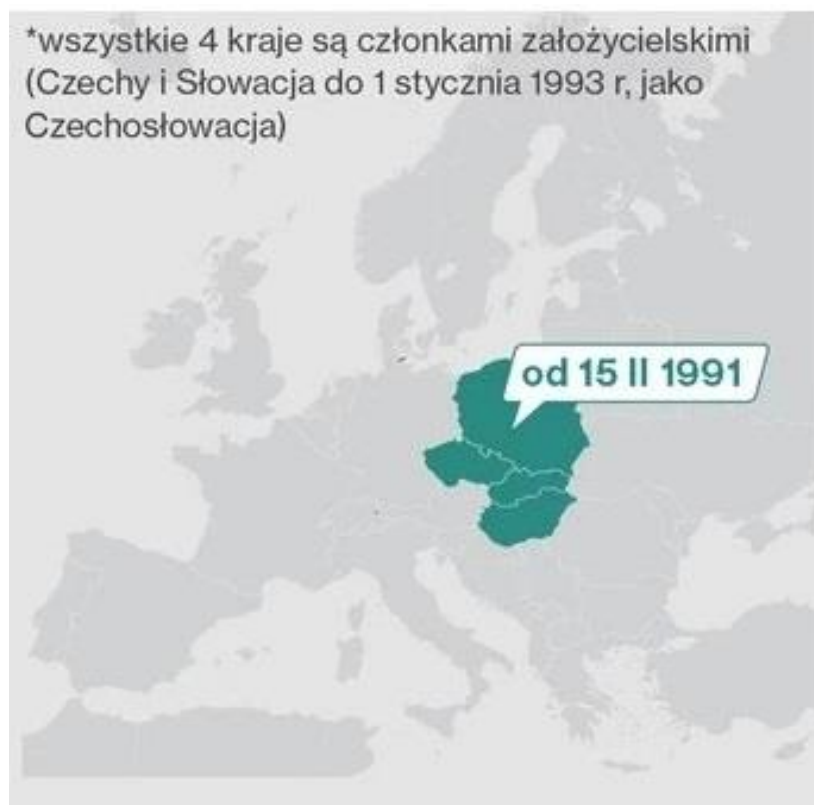 *wszystkie 4 kraje są członkami założycielskimi
(Czechy i Słowacja do 1 stycznia 1993 r, jako
Czechosłowacja)
od 15 II 1991